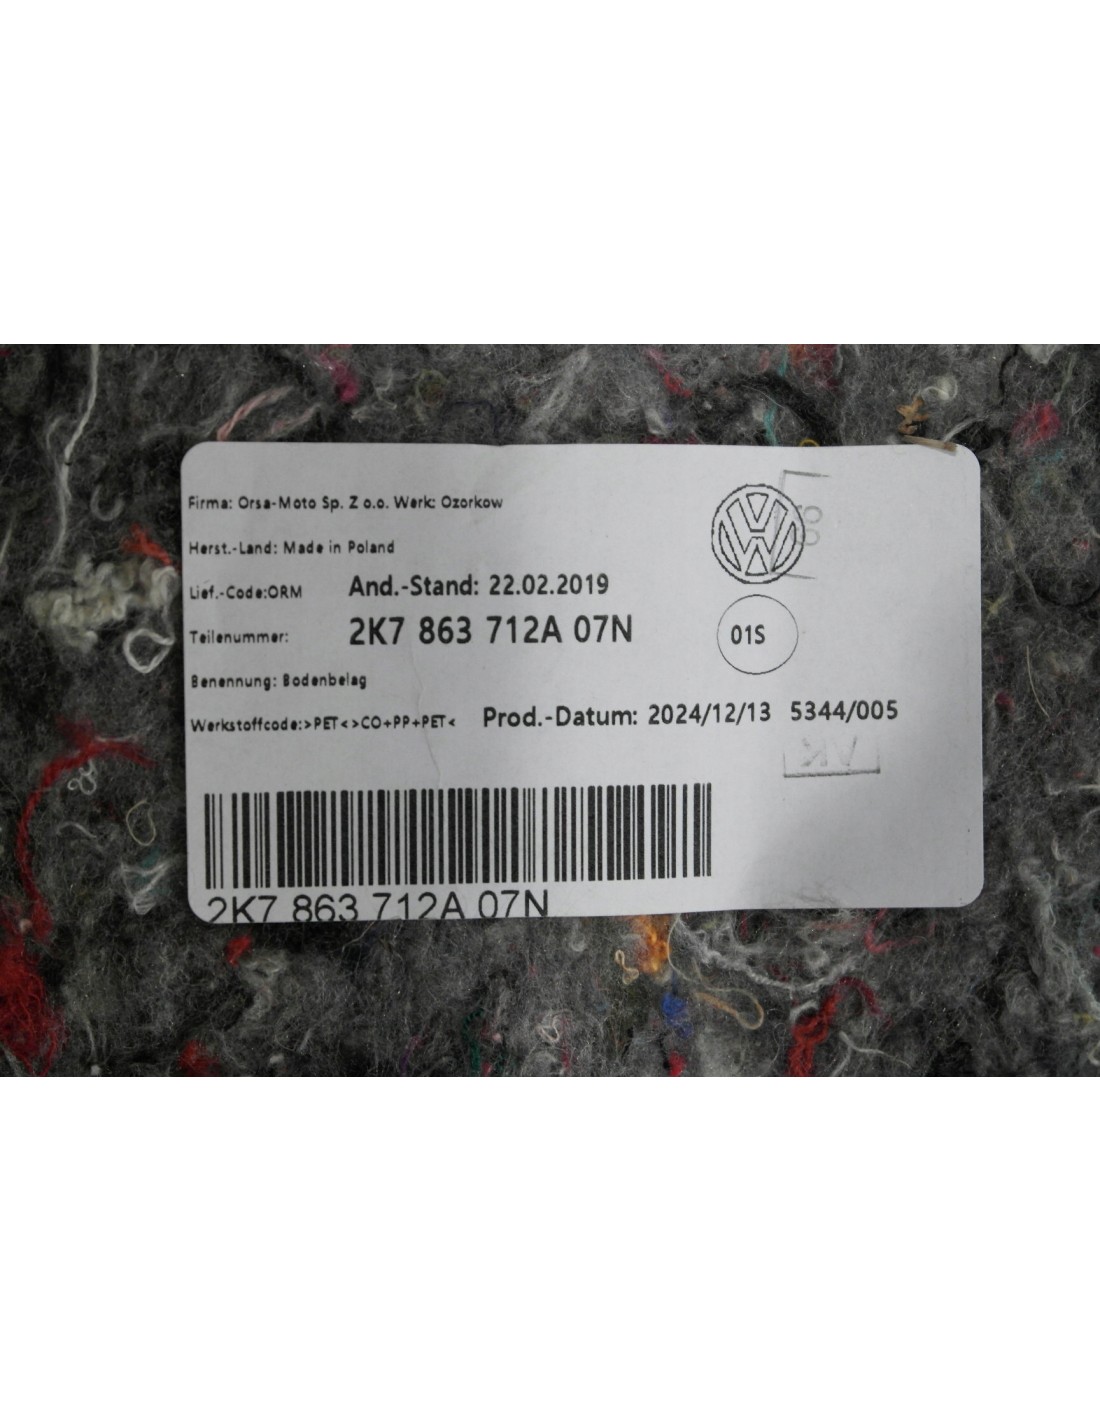 Firma: Orsa-Moto Sp. Z o.o. Werk: Ozorkow
Herst.-Land: Made in Poland
Lief.-Code:ORM And.-Stand: 22.02.2019
Teilenummer: 2K7 863 712A 07N
01S
Benennung: Bodenbelag
Werkstoffcode:>PET<>CO+PP+PET< Prod.-Datum: 2024/12/13 5344/005
2K7 863 712A 07N